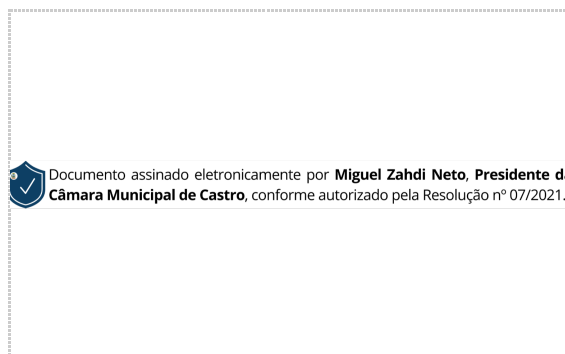 Documento assinado eletronicamente por Miguel Zahdi Neto, Presidente da
Câmara Municipal de Castro, conforme autorizado pela Resolução nº 07/2021.